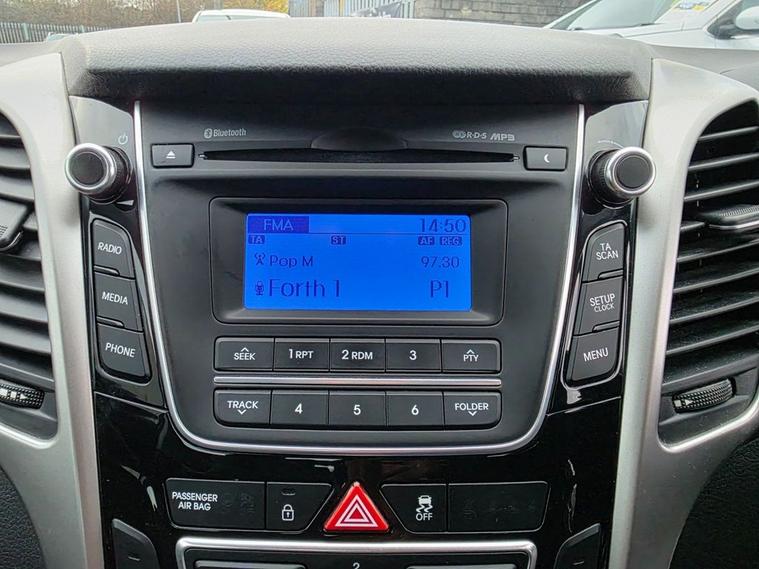 Bluetooth
R·D·S MP3
FMA 14:50
TA ST AF REG
Pop M 97.30
Forth 1 P1
RADIO
MEDIA
PHONE
TA
SCAN
SETUP
CLOCK
MENU
SEEK 1 RPT 2 RDM 3 PTY
TRACK 4 5 6 FOLDER
PASSENGER
AIR BAG
OFF
2